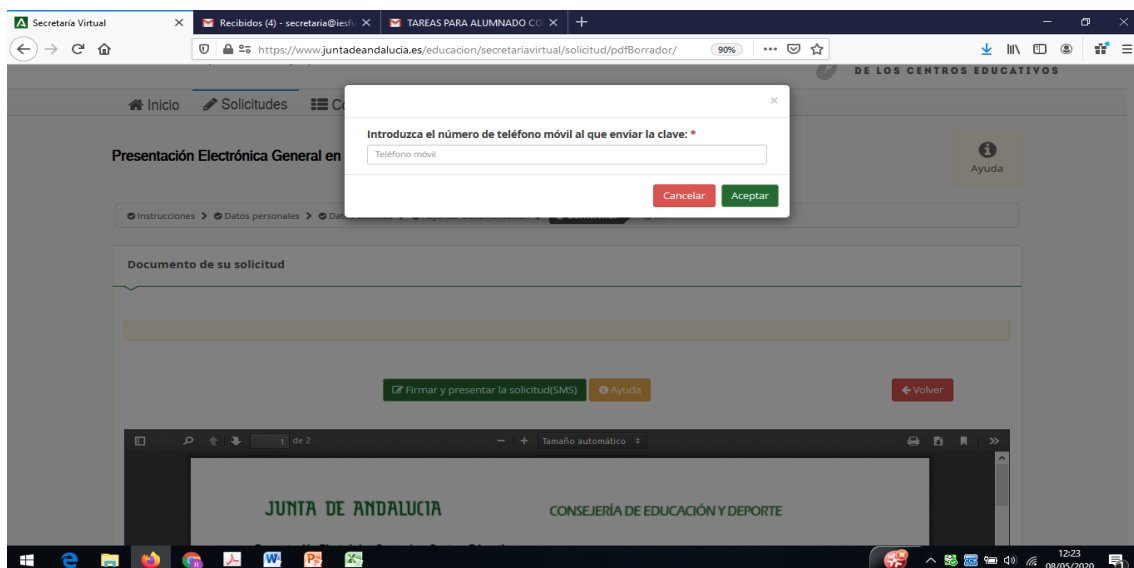 Secretaría Virtual
Recibidos (4) - secretaria@iesfu
TAREAS PARA ALUMNADO CO
https://www.juntadeandalucia.es/educacion/secretariavirtual/solicitud/pdfBorrador/
90%
DE LOS CENTROS EDUCATIVOS
Inicio
Solicitudes
Introduzca el número de teléfono móvil al que enviar la clave: *
Teléfono móvil
Cancelar
Aceptar
Presentación Electrónica General en
Ayuda
Instrucciones
Datos personales
Documento de su solicitud
Firmar y presentar la solicitud(SMS)
Ayuda
Volver
1 de 2
Tamaño automático
JUNTA DE ANDALUCIA
CONSEJERÍA DE EDUCACIÓN Y DEPORTE
12:23
08/05/2020